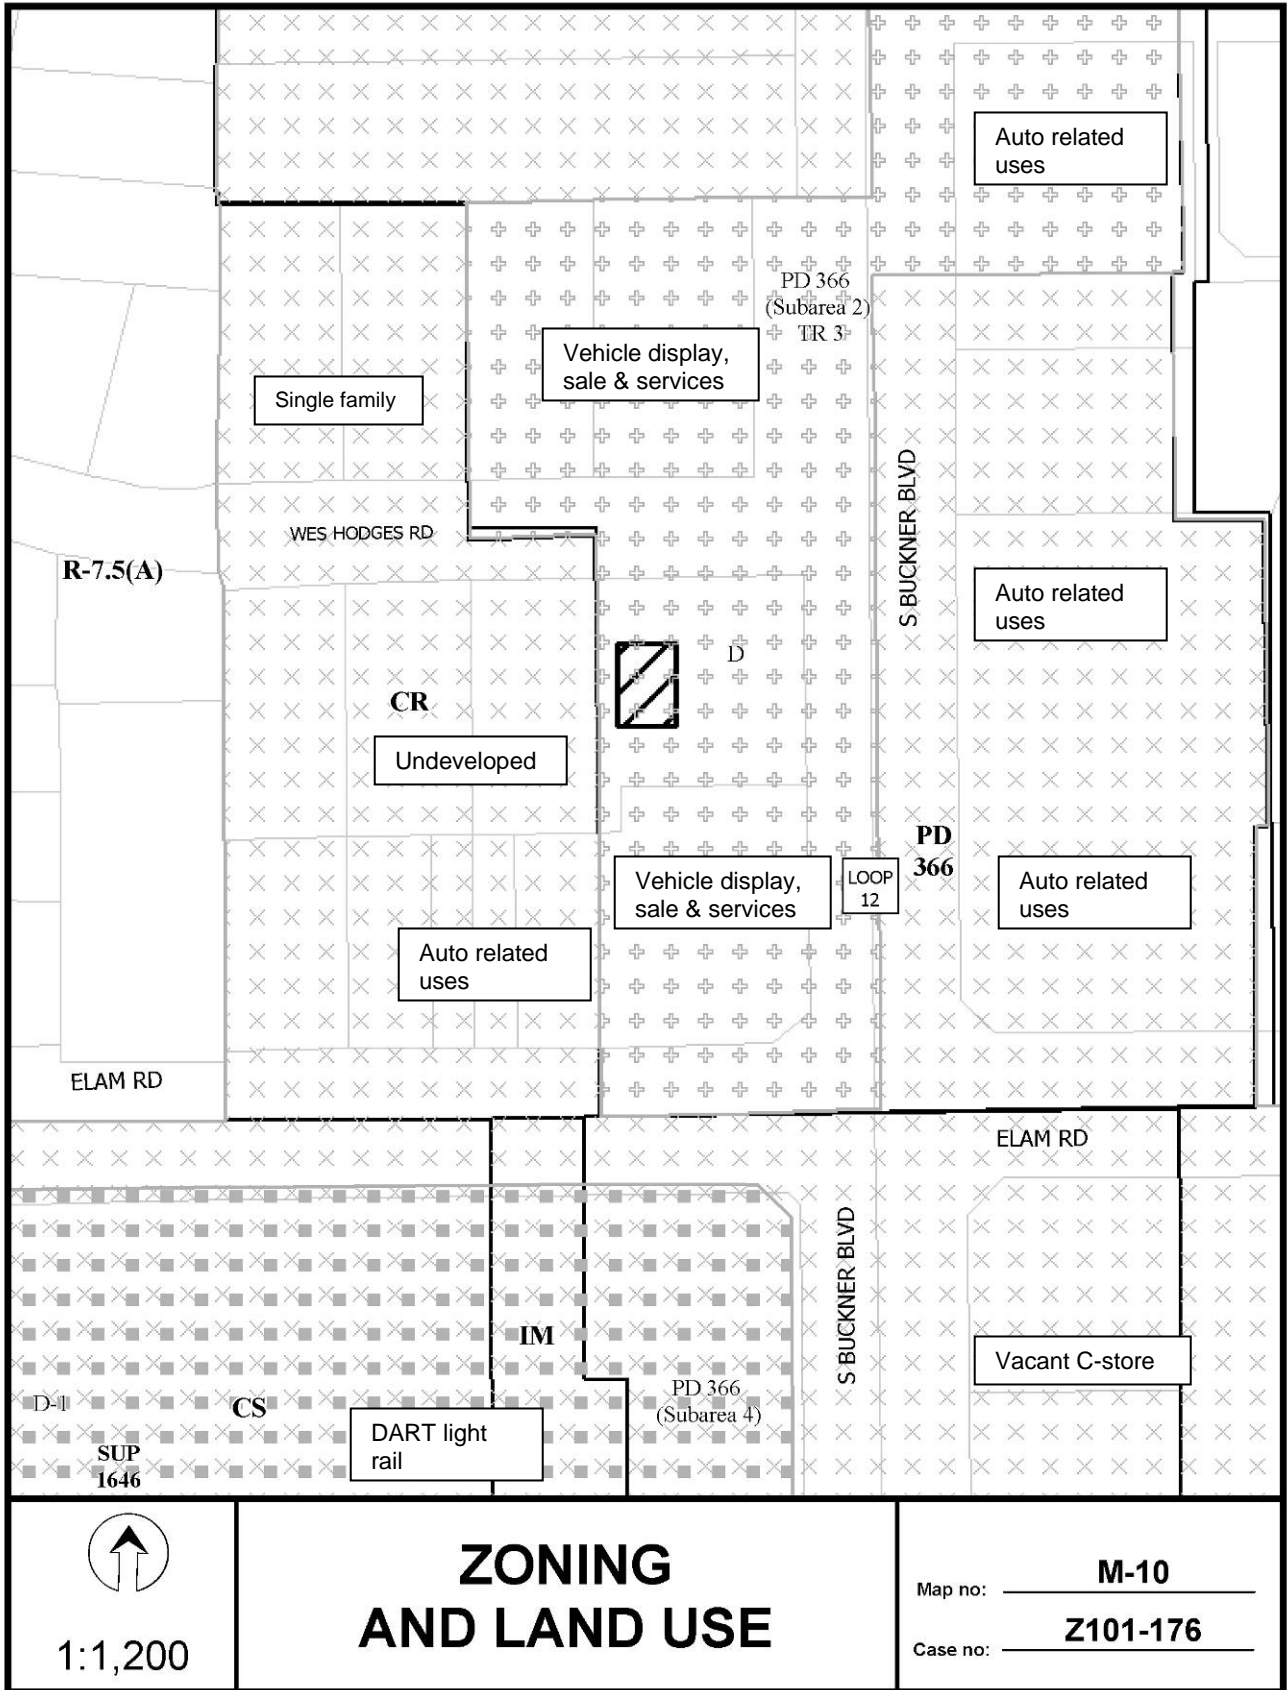 Auto related
uses
PD 366
(Subarea 2)
TR 3
Vehicle display,
sale & services
Single family
S BUCKNER BLVD
WES HODGES RD
R-7.5(A)
Auto related
uses
D
CR
Undeveloped
PD
366
Vehicle display,
sale & services
LOOP
12
Auto related
uses
Auto related
uses
ELAM RD
ELAM RD
S BUCKNER BLVD
IM
Vacant C-store
PD 366
(Subarea 4)
D-1
CS
DART light
rail
SUP
1646
1:1,200
ZONING
AND LAND USE
Map no: M-10
Case no: Z101-176